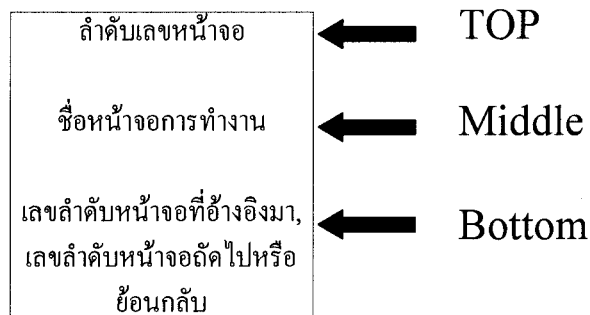 ลำดับเลขหน้าจอ
TOP
ชื่อหน้าจอการทำงาน
Middle
เลขลำดับหน้าจอที่อ้างอิงมา,
เลขลำดับหน้าจอถัดไปหรือ
ย้อนกลับ
Bottom